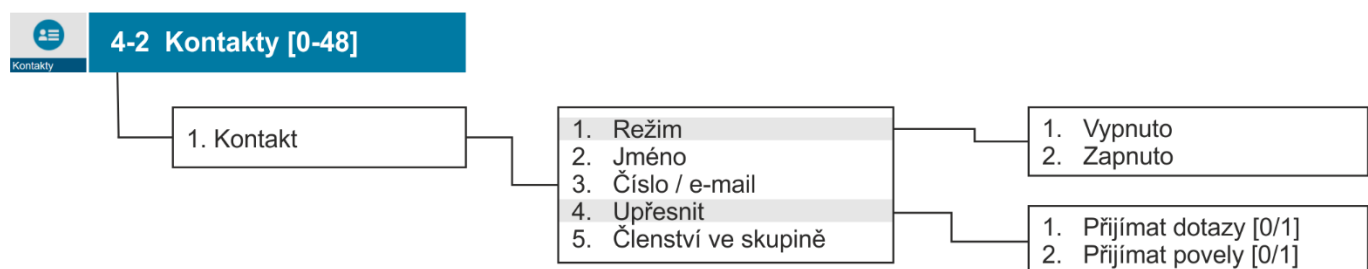 4-2 Kontakty [0-48]
Kontakty
1. Kontakt
1. Režim
2. Jméno
3. Číslo / e-mail
4. Upřesnit
5. Členství ve skupině
1. Vypnuto
2. Zapnuto
1. Přijímat dotazy [0/1]
2. Přijímat povely [0/1]